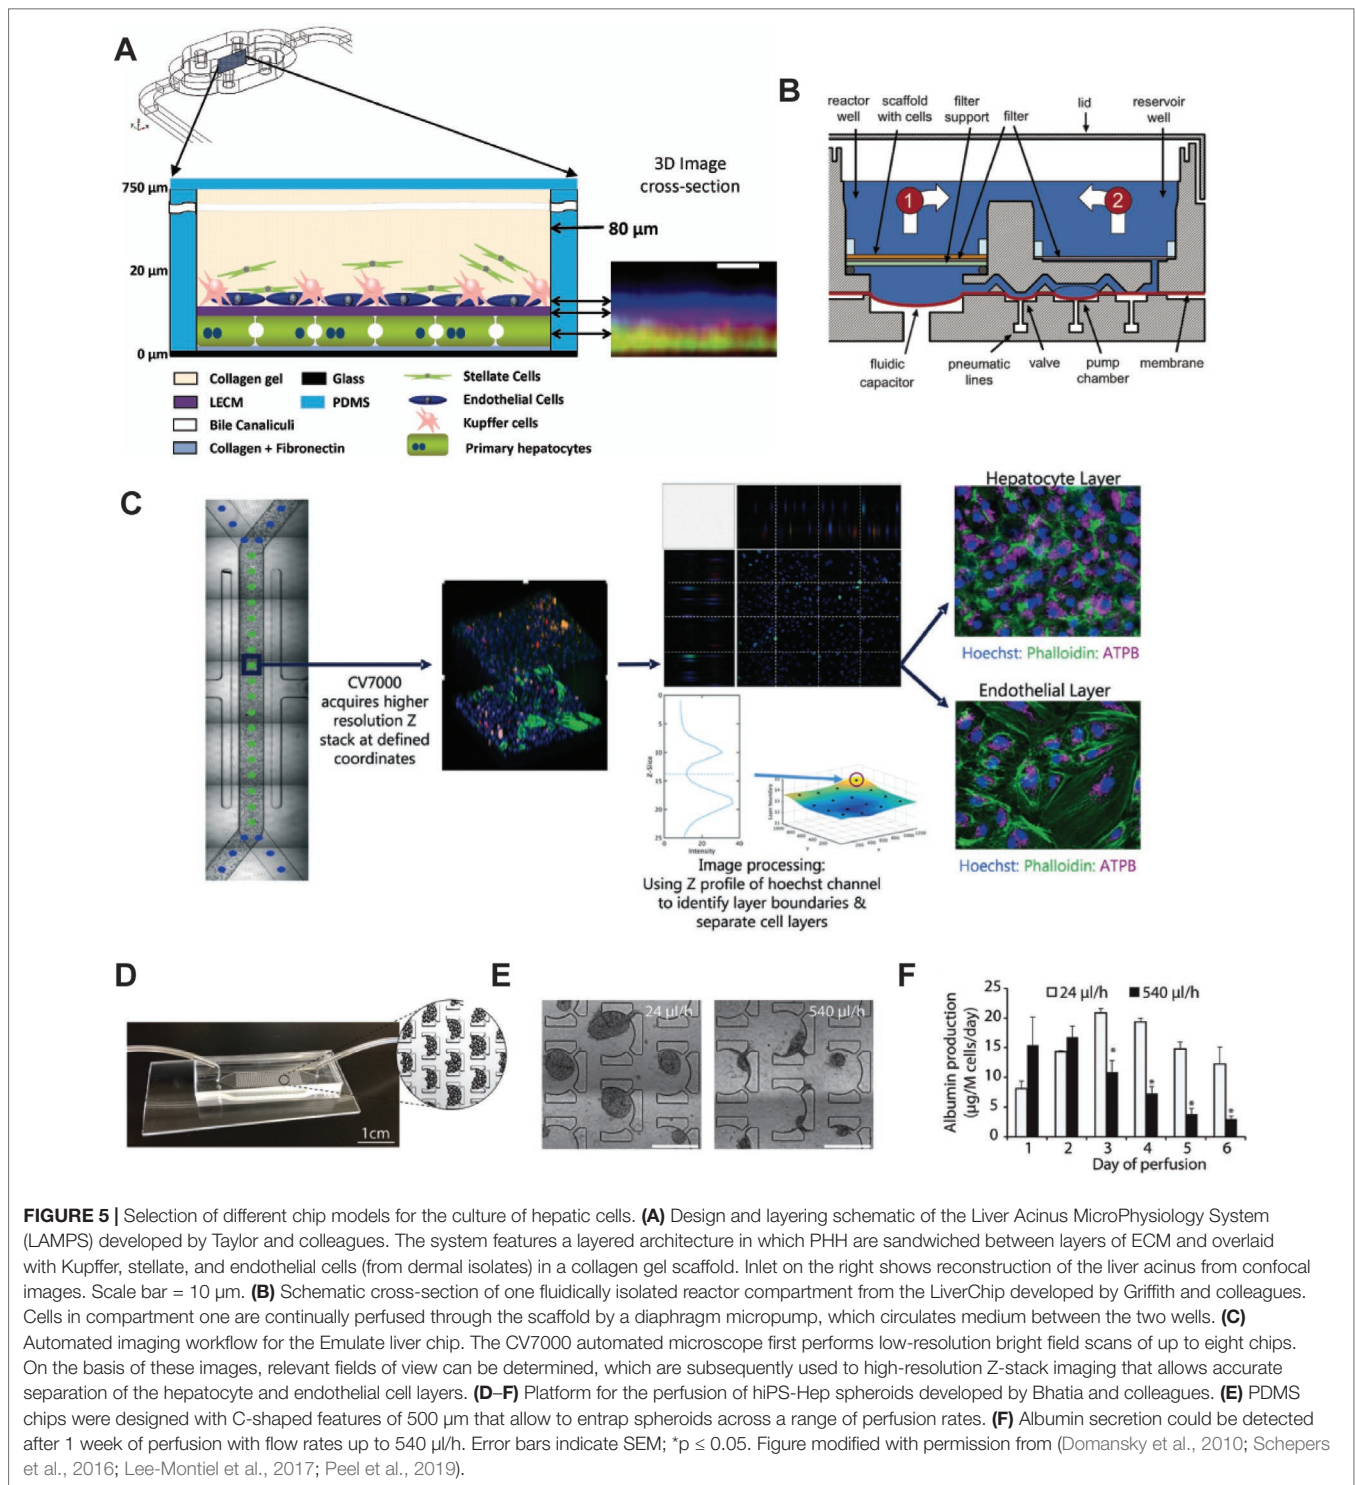 A
750 µm
20 µm
0 µm
80 µm
3D Image
cross-section
Collagen gel
Glass
Stellate Cells
LECM
PDMS
Endothelial Cells
Bile Canaliculi
Kupffer cells
Collagen + Fibronectin
Primary hepatocytes
B
reactor
well
scaffold
with cells
filter
support
filter
lid
reservoir
well
1
2
fluidic
capacitor
pneumatic
lines
valve
pump
chamber
membrane
C
CV7000
acquires higher
resolution Z
stack at defined
coordinates
Z-Slice
0
5
10
15
20
25
0
20
40
Intensity
Layer boundary
Image processing:
Using Z profile of hoechst channel
to identify layer boundaries &
separate cell layers
Hepatocyte Layer
Hoechst: Phalloidin: ATPB
Endothelial Layer
Hoechst: Phalloidin: ATPB
D
1cm
E
24 µl/h
540 µl/h
F
24 µl/h
540 µl/h
Albumin production
(µg/M cells/day)
25
20
15
10
5
0
* * * *
1 2 3 4 5 6
Day of perfusion
FIGURE 5 | Selection of different chip models for the culture of hepatic cells. (A) Design and layering schematic of the Liver Acinus MicroPhysiology System
(LAMPS) developed by Taylor and colleagues. The system features a layered architecture in which PHH are sandwiched between layers of ECM and overlaid
with Kupffer, stellate, and endothelial cells (from dermal isolates) in a collagen gel scaffold. Inlet on the right shows reconstruction of the liver acinus from confocal
images. Scale bar = 10 µm. (B) Schematic cross-section of one fluidically isolated reactor compartment from the LiverChip developed by Griffith and colleagues.
Cells in compartment one are continually perfused through the scaffold by a diaphragm micropump, which circulates medium between the two wells. (C)
Automated imaging workflow for the Emulate liver chip. The CV7000 automated microscope first performs low-resolution bright field scans of up to eight chips.
On the basis of these images, relevant fields of view can be determined, which are subsequently used to high-resolution Z-stack imaging that allows accurate
separation of the hepatocyte and endothelial cell layers. (D–F) Platform for the perfusion of hiPS-Hep spheroids developed by Bhatia and colleagues. (E) PDMS
chips were designed with C-shaped features of 500 µm that allow to entrap spheroids across a range of perfusion rates. (F) Albumin secretion could be detected
after 1 week of perfusion with flow rates up to 540 µl/h. Error bars indicate SEM; *p ≤ 0.05. Figure modified with permission from (Domansky et al., 2010; Schepers
et al., 2016; Lee-Montiel et al., 2017; Peel et al., 2019).